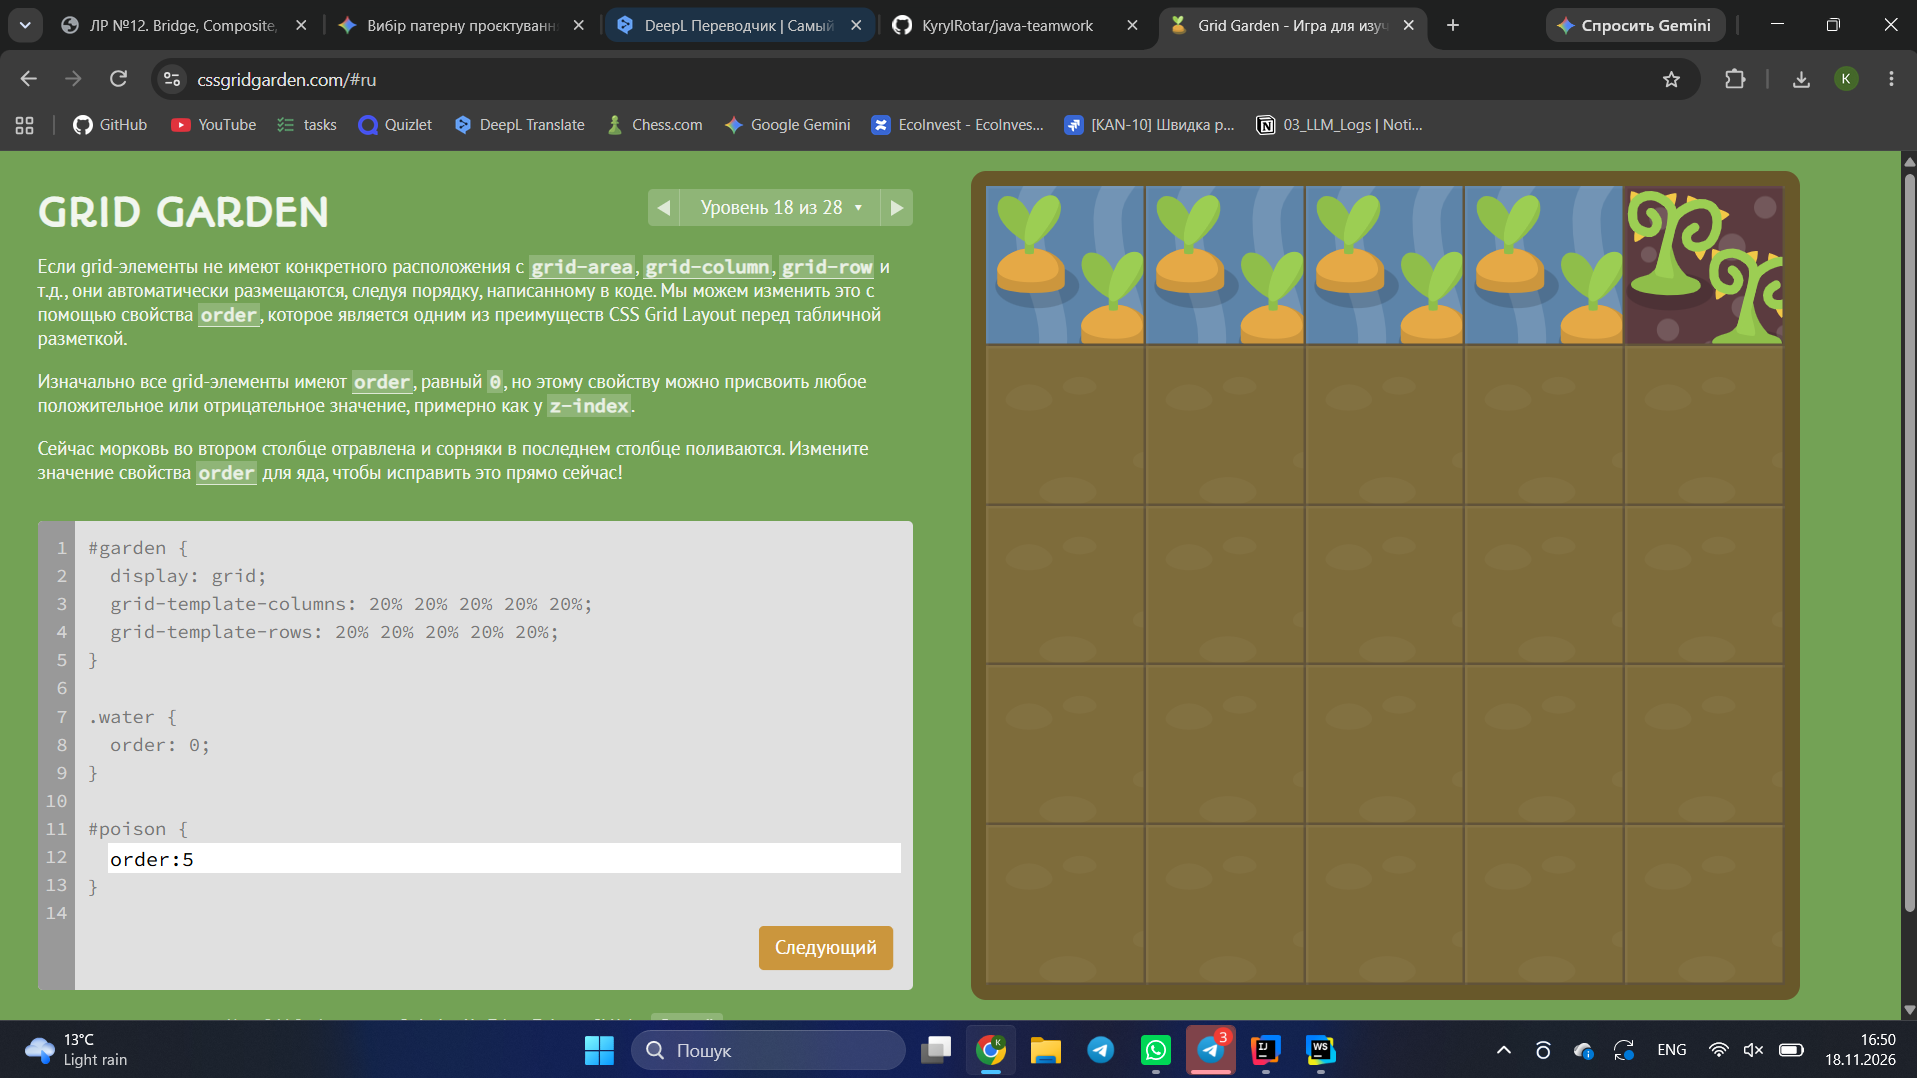 ЛР №12. Bridge, Composite,
Вибір патерну проєктуванн
DeepL Переводчик | Самый
KyrylRotar/java-teamwork
Grid Garden - Игра для изуч
Спросить Gemini
cssgridgarden.com/#ru
K
GitHub
YouTube
tasks
Quizlet
DeepL Translate
Chess.com
Google Gemini
EcoInvest - EcoInves...
[KAN-10] Швидка р...
03_LLM_Logs | Noti...
GRID GARDEN
Уровень 18 из 28
Если grid-элементы не имеют конкретного расположения с grid-area, grid-column, grid-row и
т.д., они автоматически размещаются, следуя порядку, написанному в коде. Мы можем изменить это с
помощью свойства order, которое является одним из преимуществ CSS Grid Layout перед табличной
разметкой.
Изначально все grid-элементы имеют order, равный 0, но этому свойству можно присвоить любое
положительное или отрицательное значение, примерно как у z-index.
Сейчас морковь во втором столбце отравлена и сорняки в последнем столбце поливаются. Измените
значение свойства order для яда, чтобы исправить это прямо сейчас!
1 #garden {
2 display: grid;
3 grid-template-columns: 20% 20% 20% 20% 20%;
4 grid-template-rows: 20% 20% 20% 20% 20%;
5 }
6
7 .water {
8 order: 0;
9 }
10
11 #poison {
12 order:5
13 }
14
Следующий
13°C
Light rain
Пошук
K
3
IJ
WS
ENG
16:50
18.11.2026